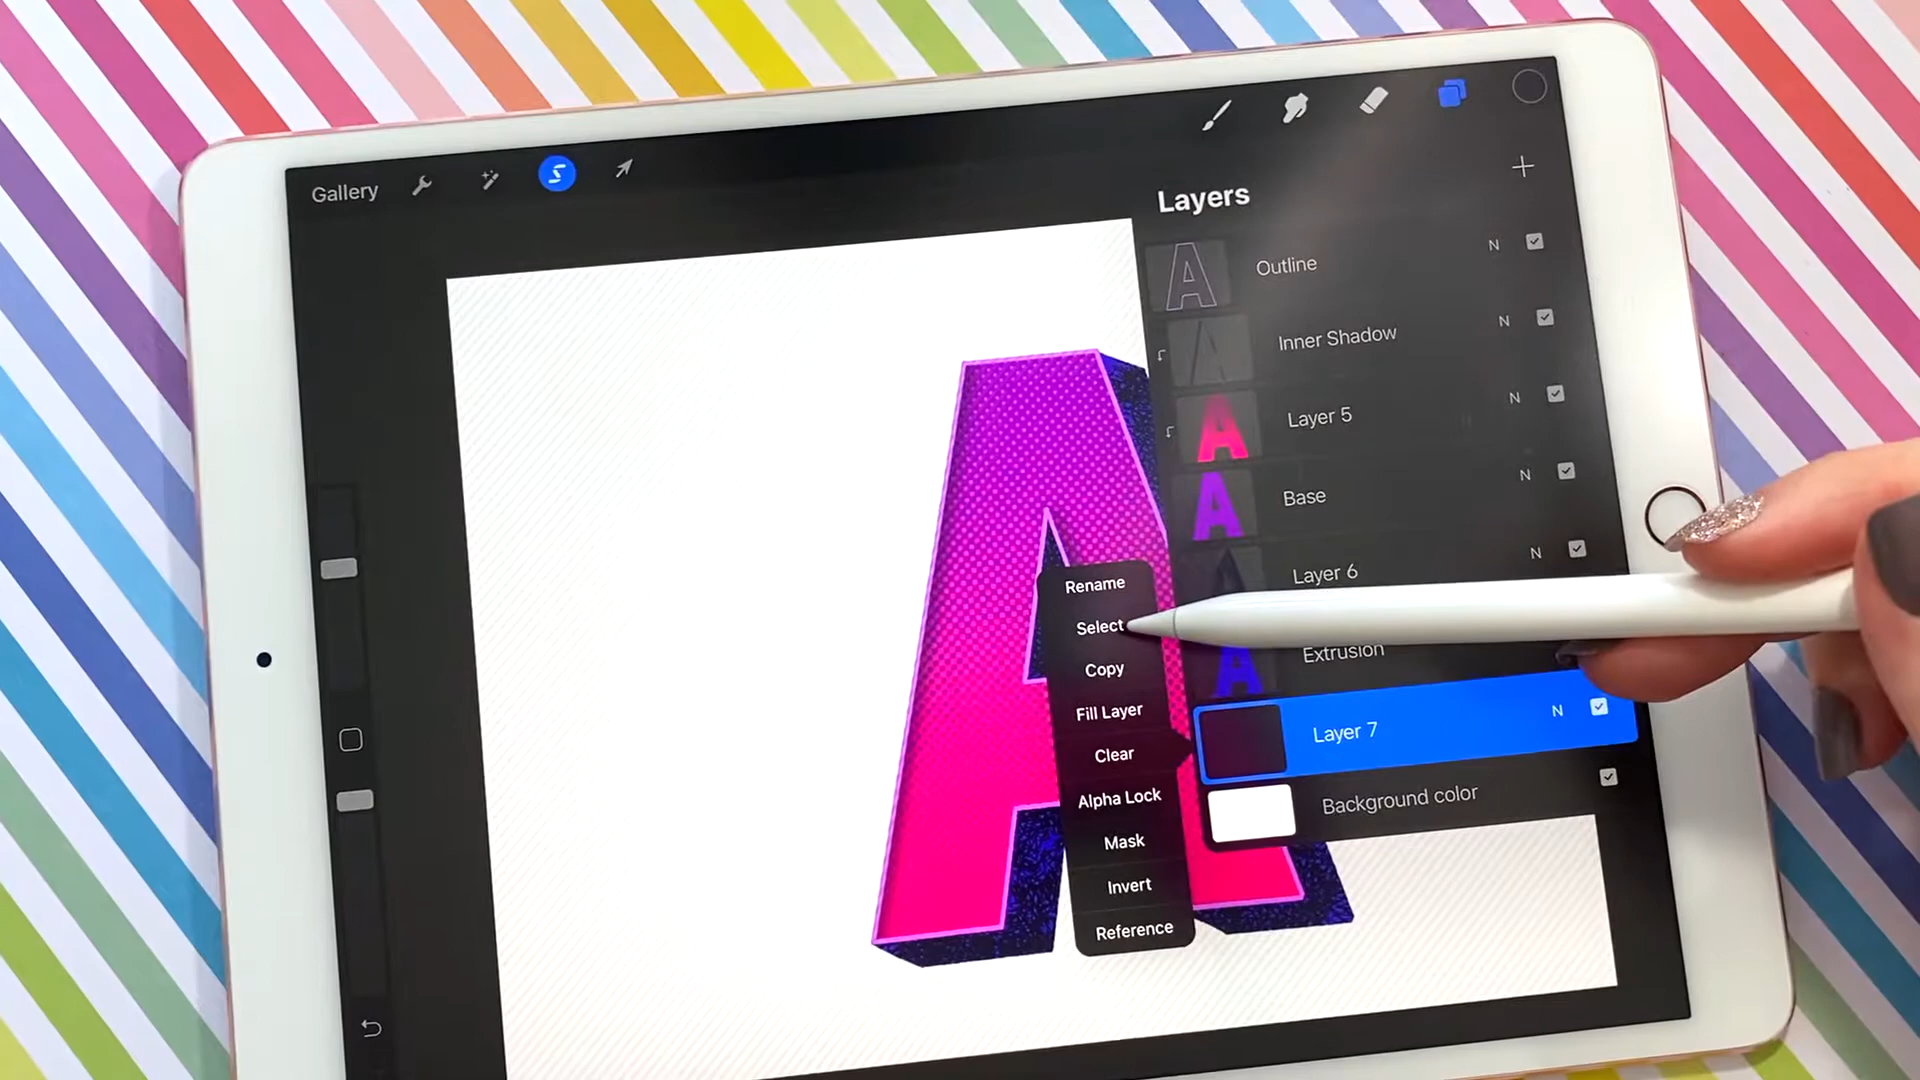 Gallery
Layers
Outline
N
Inner Shadow
N
Layer 5
N
Base
N
Layer 6
N
Extrusion
Layer 7
N
Background color
Rename
Select
Copy
Fill Layer
Clear
Alpha Lock
Mask
Invert
Reference
A